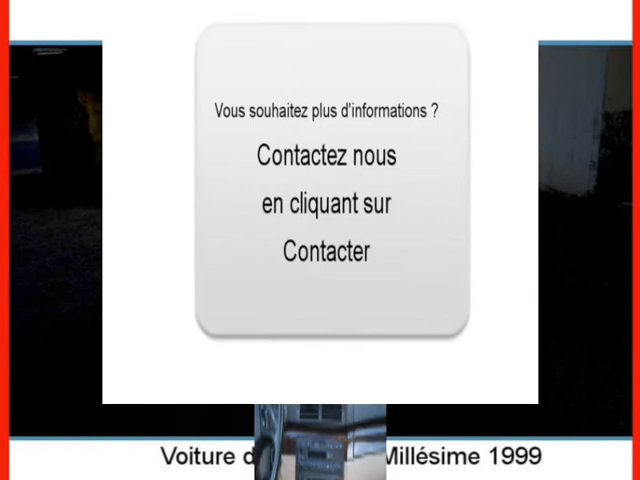 Vous souhaitez plus d'informations ?
Contactez nous
en cliquant sur
Contacter
Voiture Millésime 1999